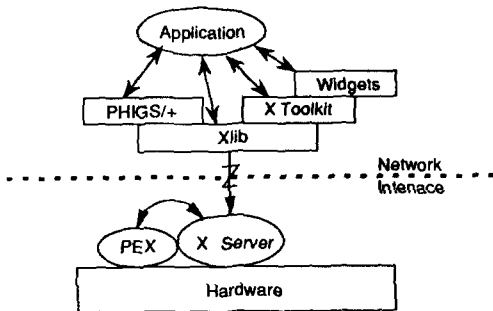 Application
Widgets
PHIGS/+
X Toolkit
Xlib
Network
Intenace
PEX
X Server
Hardware